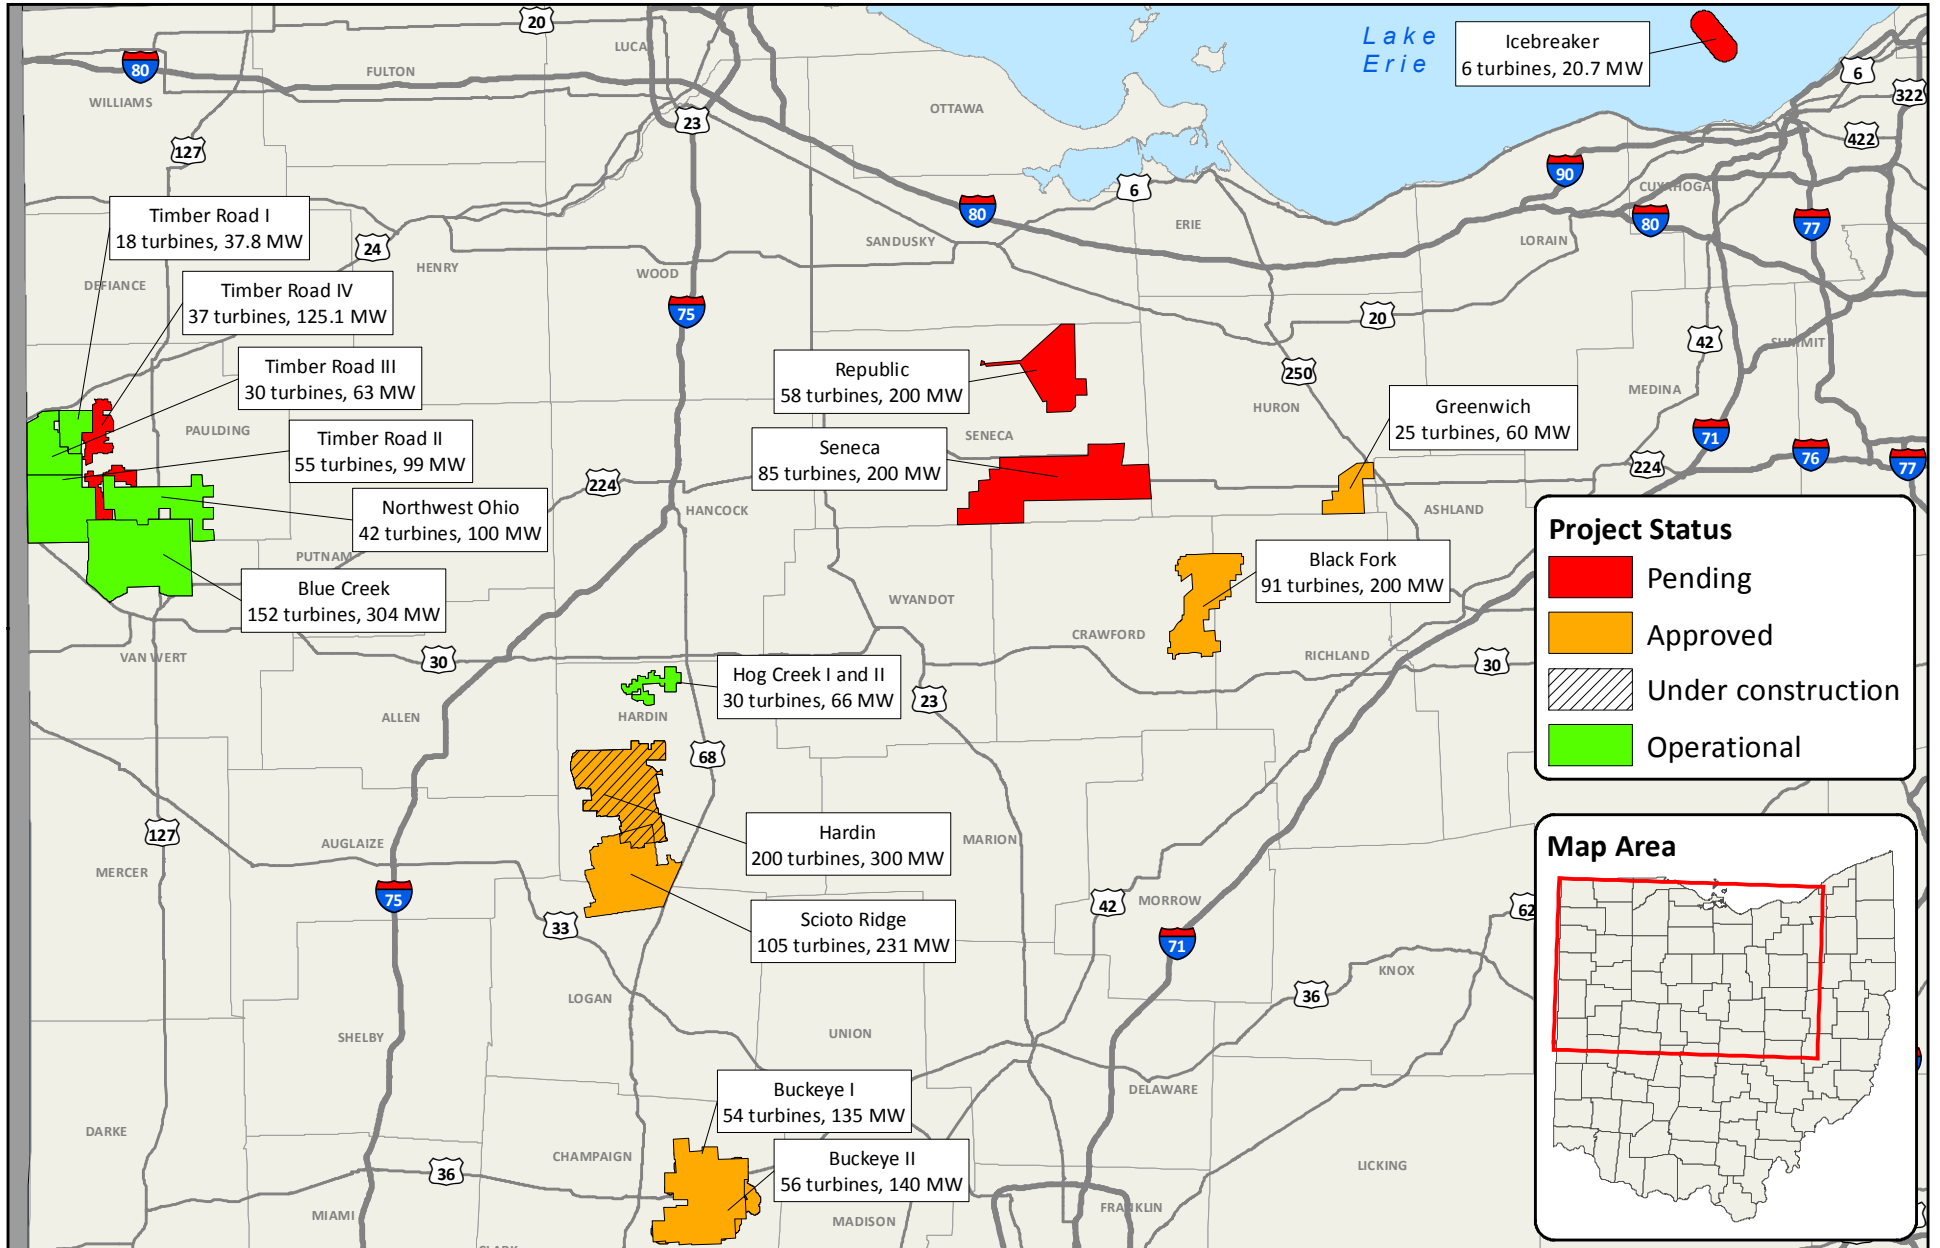 20
LUCA
80
FULTON
WILLIAMS
23
127
OTTAWA
Lake
Erie
Icebreaker
6 turbines, 20.7 MW
6
322
422
90
CUYAHOGA
80
77
6
80
ERIE
SANDUSKY
LORAIN
Timber Road I
18 turbines, 37.8 MW
24
HENRY
WOOD
DEFIANCE
Timber Road IV
37 turbines, 125.1 MW
75
20
42
SUMMIT
Timber Road III
30 turbines, 63 MW
Republic
58 turbines, 200 MW
250
MEDINA
HURON
Greenwich
25 turbines, 60 MW
PAULDING
Timber Road II
55 turbines, 99 MW
SENECA
Seneca
85 turbines, 200 MW
71
76
77
224
224
Northwest Ohio
42 turbines, 100 MW
HANCOCK
ASHLAND
PUTNAM
Blue Creek
152 turbines, 304 MW
Black Fork
91 turbines, 200 MW
WYANDOT
CRAWFORD
RICHLAND
VAN WERT
30
30
Hog Creek I and II
30 turbines, 66 MW
23
HARDIN
ALLEN
68
Project Status
Pending
Approved
Under construction
Operational
127
AUGLAIZE
MERCER
Hardin
200 turbines, 300 MW
MARION
75
33
Scioto Ridge
105 turbines, 231 MW
42
MORROW
62
71
KNOX
36
LOGAN
UNION
SHELBY
DELAWARE
Buckeye I
54 turbines, 135 MW
DARKE
CHAMPAIGN
36
Buckeye II
56 turbines, 140 MW
LICKING
MIAMI
MADISON
FRANKLIN
CLARK
Map Area